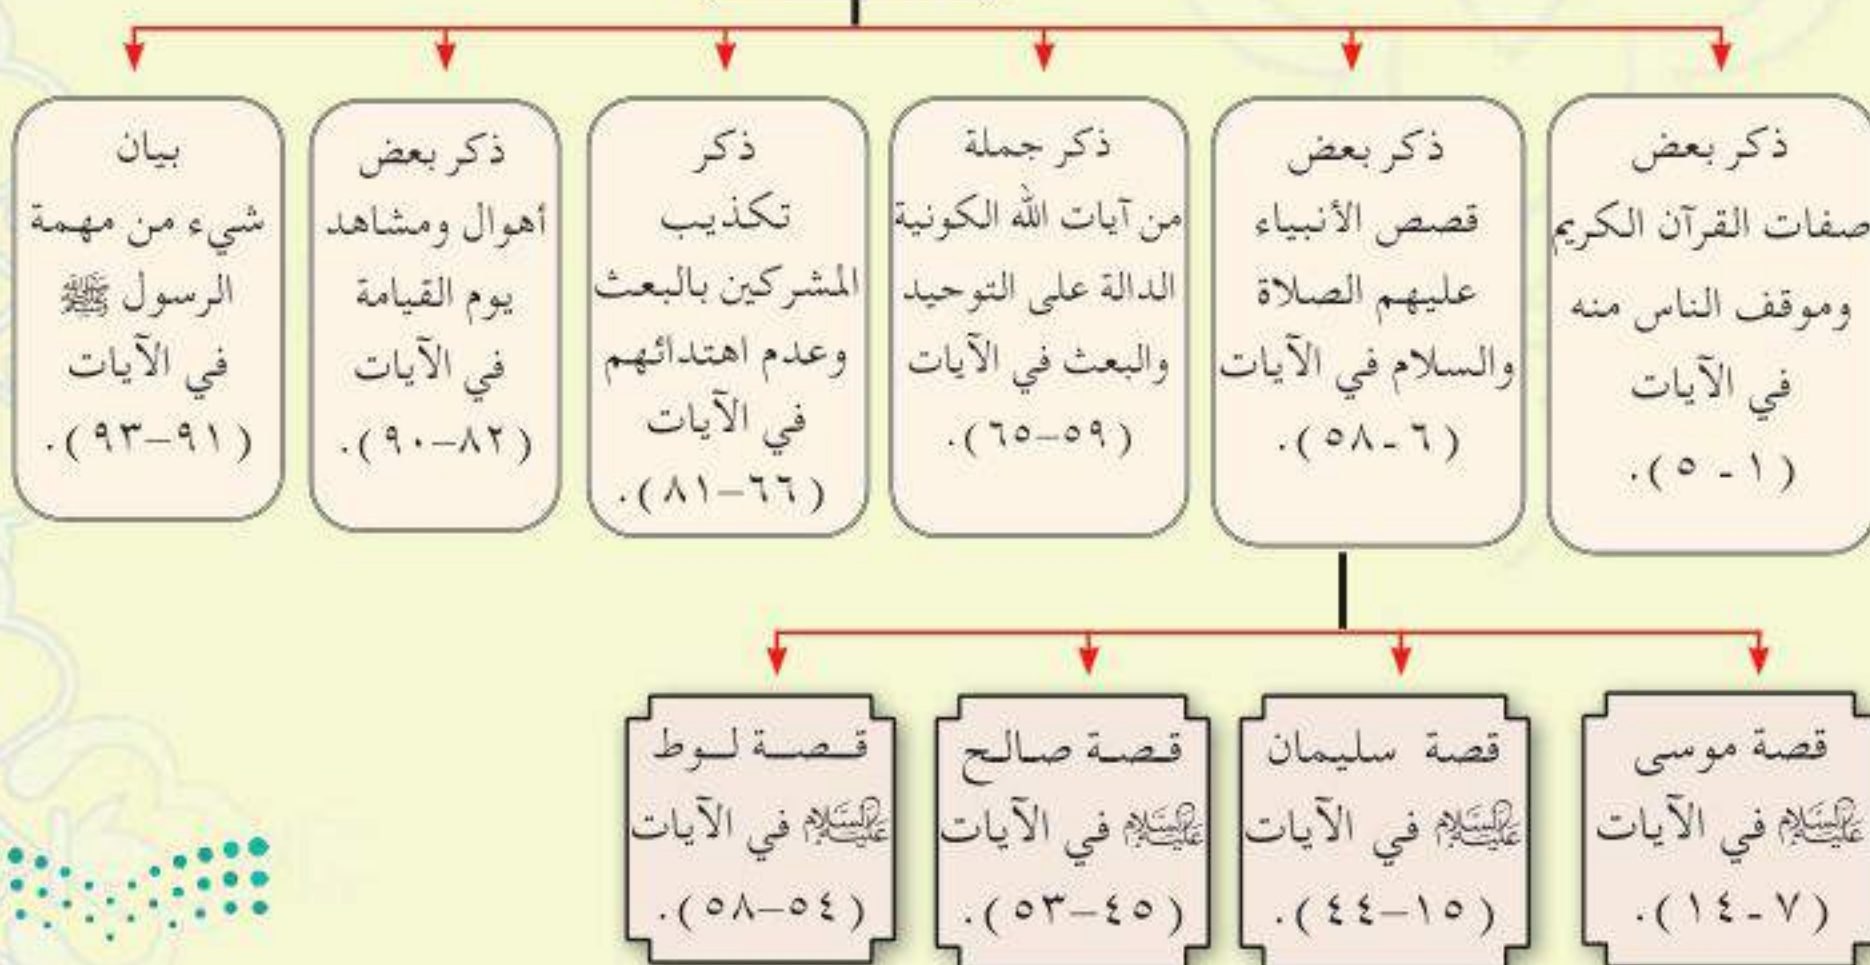 ذكر بعض
صفات القرآن الكريم
وموقف الناس منه
في الآيات
(١ - ٥).
ذكر بعض
قصص الأنبياء
عليهم الصلاة
والسلام في الآيات
(٦ - ٥٨).
ذكر جملة
من آيات الله الكونية
الدالة على التوحيد
والبعث في الآيات
(٥٩–٦٥).
ذكر
تكذيب
المشركين بالبعث
وعدم اهتدائهم
في الآيات
(٦٦–٨١).
ذكر بعض
أهوال ومشاهد
يوم القيامة
في الآيات
(٨٢–٩٠).
بيان
شيء من مهمة
الرسول ﷺ
في الآيات
(٩١–٩٣).
قصة موسى
عليه السلام في الآيات
(٧ - ١٤).
قصة سليمان
عليه السلام في الآيات
(١٥–٤٤).
قصة صالح
عليه السلام في الآيات
(٤٥–٥٣).
قصة لوط
عليه السلام في الآيات
(٥٤–٥٨).